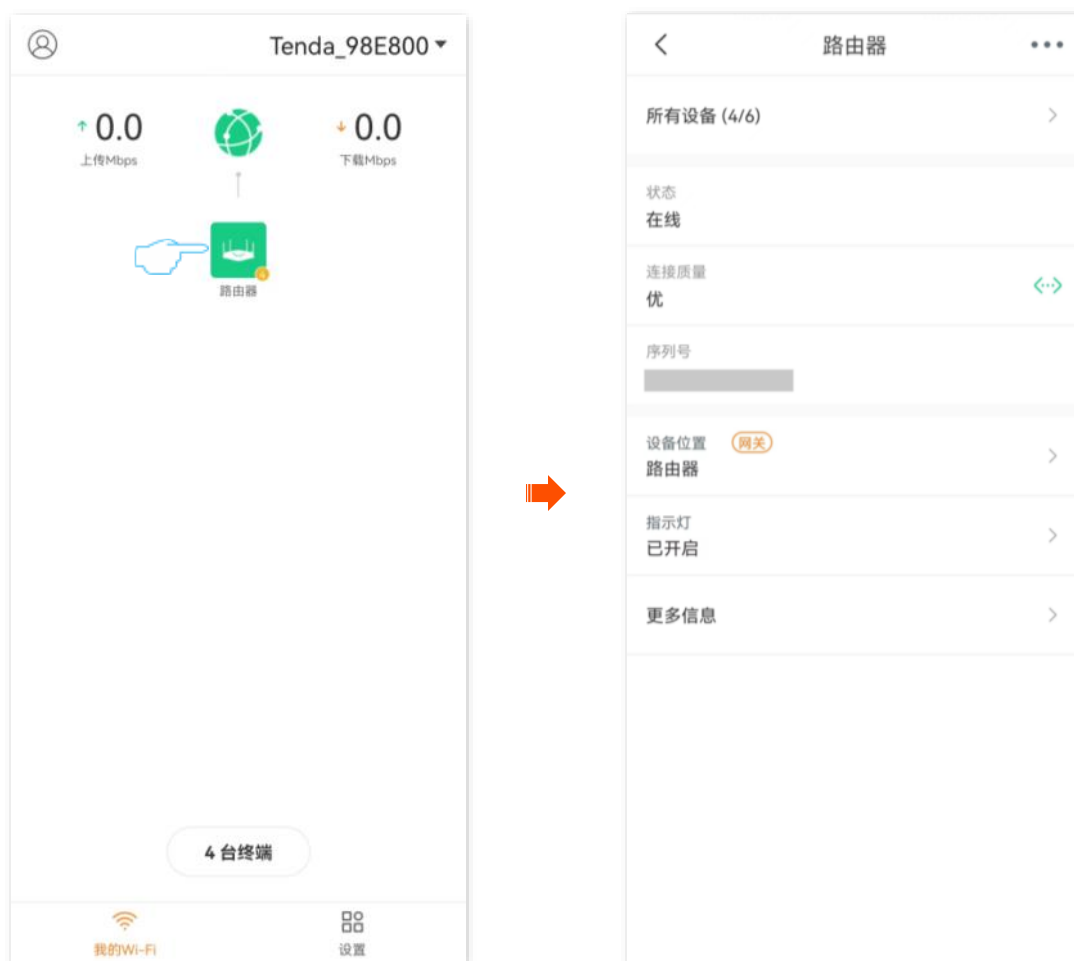 Tenda_98E800
0.0
0.0
上传Mbps
下载Mbps
4
路由器
4 台终端
我的Wi-Fi
设置
路由器
所有设备 (4/6)
状态
在线
连接质量
优
序列号
设备位置 网关
路由器
指示灯
已开启
更多信息